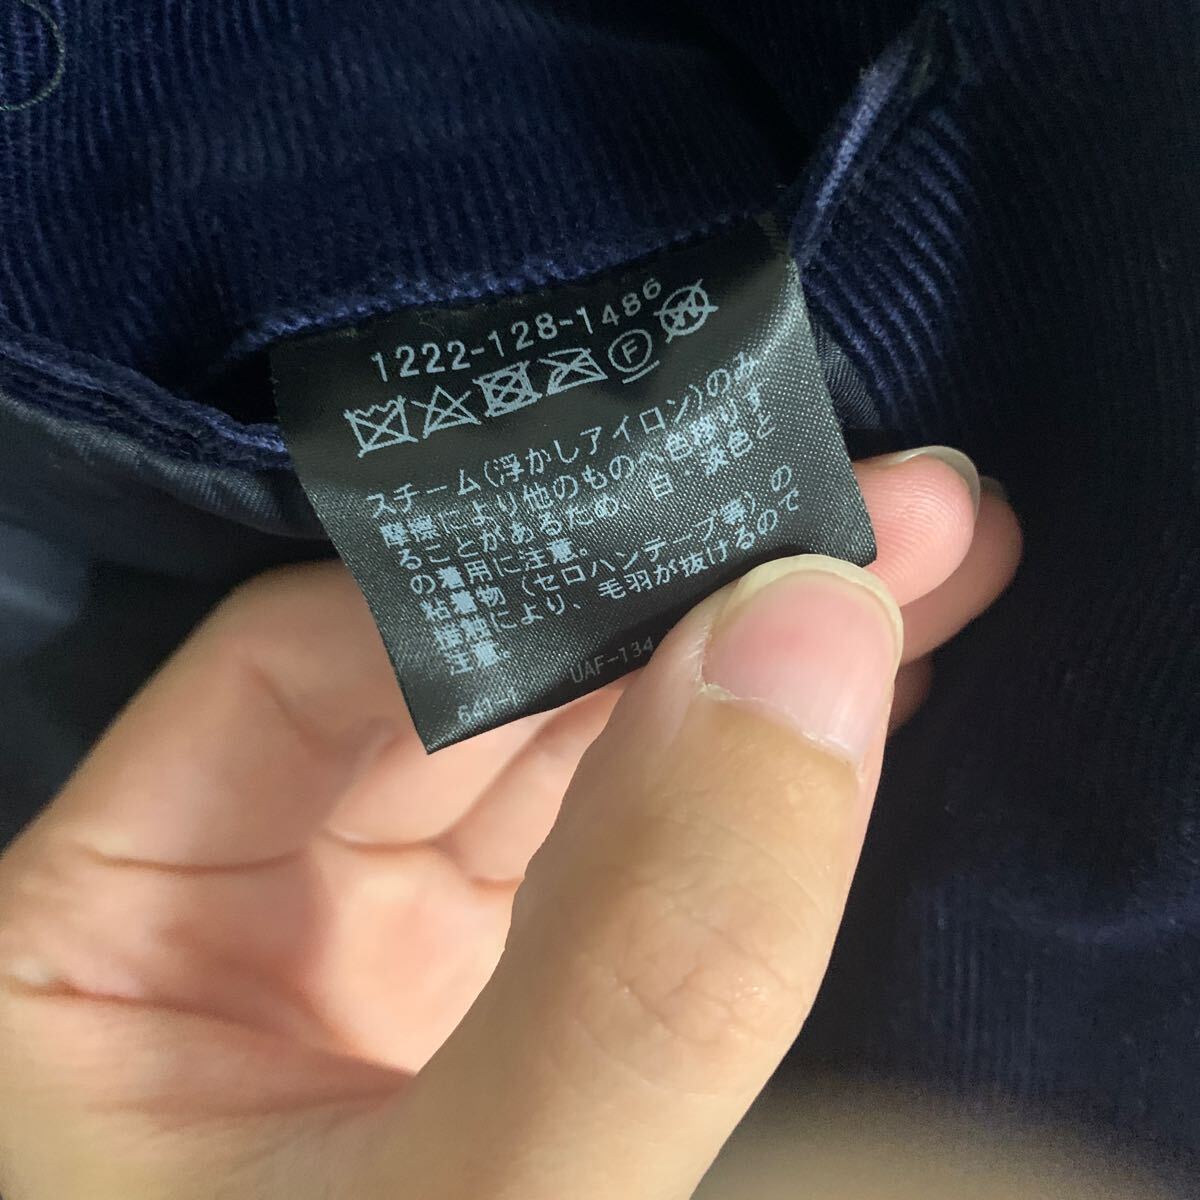 1222-128-1486
F W
スチーム(浮かしアイロン)のみ
摩擦により他のものへ色移りす
ることがあるため、白・淡色と
の着用に注意。
粘着物(セロハンテープ等)の
接着により、毛羽が抜けるので
注意。
640-1 UAF-134